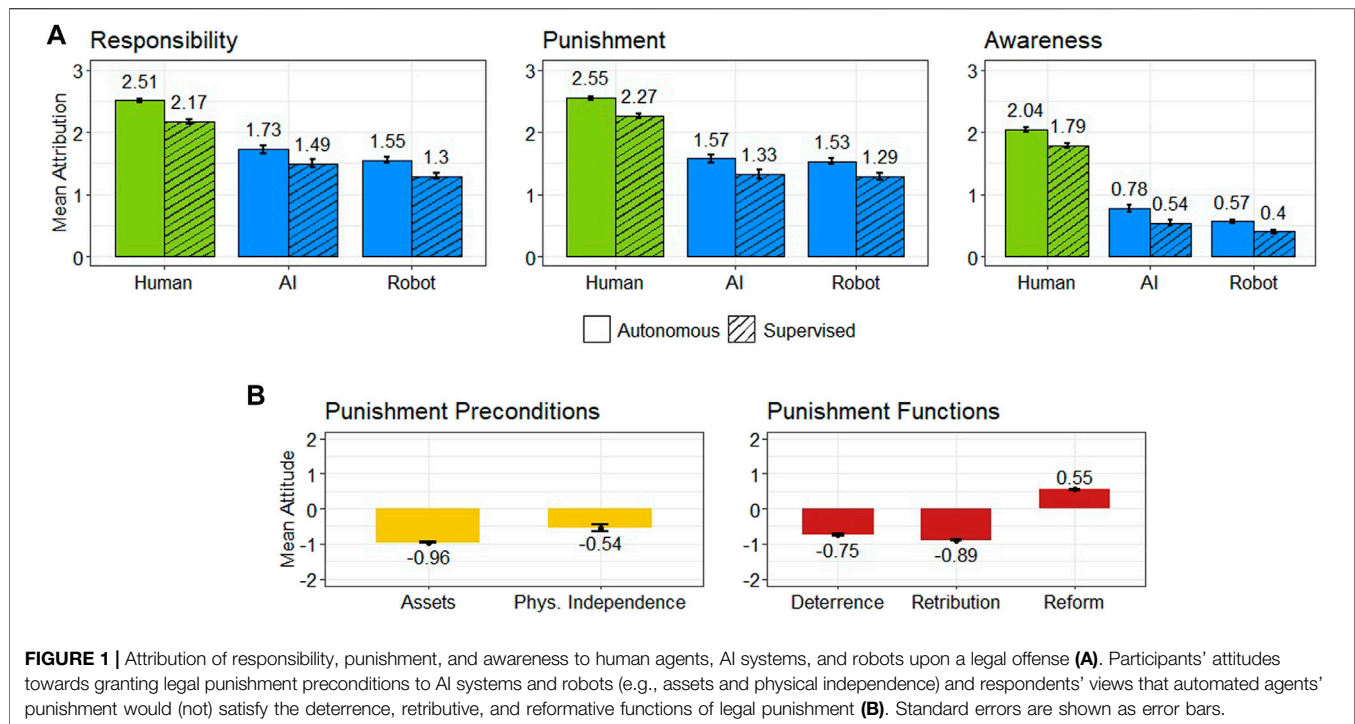 A
Responsibility
Punishment
Awareness
Mean Attribution
3
2
1
0
2.51
2.17
1.73
1.49
1.55
1.3
Human
AI
Robot
3
2
1
0
2.55
2.27
1.57
1.33
1.53
1.29
Human
AI
Robot
3
2
1
0
2.04
1.79
0.78
0.54
0.57
0.4
Human
AI
Robot
Autonomous
Supervised
B
Punishment Preconditions
Punishment Functions
Mean Attitude
2
1
0
-1
-2
-0.96
-0.54
Assets
Phys. Independence
2
1
0
-1
-2
-0.75
-0.89
0.55
Deterrence
Retribution
Reform
FIGURE 1 | Attribution of responsibility, punishment, and awareness to human agents, AI systems, and robots upon a legal offense (A). Participants’ attitudes
towards granting legal punishment preconditions to AI systems and robots (e.g., assets and physical independence) and respondents’ views that automated agents’
punishment would (not) satisfy the deterrence, retributive, and reformative functions of legal punishment (B). Standard errors are shown as error bars.